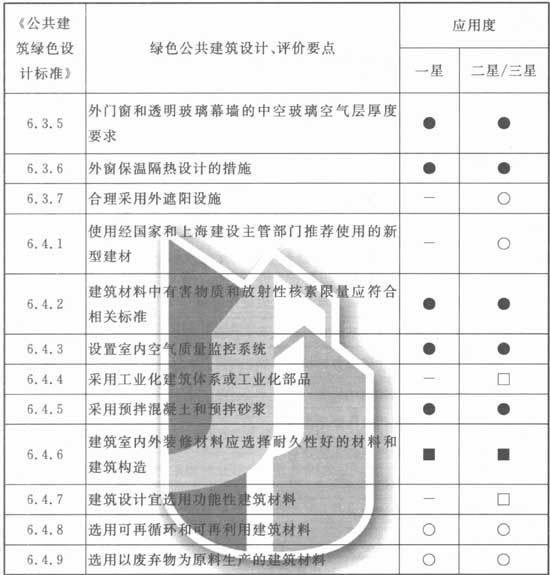 《公共建
筑绿色设
计标准》
绿色公共建筑设计、评价要点
应用度
一星
二星/三星
6.3.5
外门窗和透明玻璃幕墙的中空玻璃空气层厚度
要求
● ●
6.3.6 外窗保温隔热设计的措施 ● ●
6.3.7 合理采用外遮阳设施 — ○
6.4.1
使用经国家和上海建设主管部门推荐使用的新
型建材
— ○
6.4.2
建筑材料中有害物质和放射性核素限量应符合
相关标准
● ●
6.4.3 设置室内空气质量监控系统 ● ●
6.4.4 采用工业化建筑体系或工业化部品 — □
6.4.5 采用预拌混凝土和预拌砂浆 ● ●
6.4.6
建筑室内外装修材料应选择耐久性好的材料和
建筑构造
■ ■
6.4.7 建筑设计宜选用功能性建筑材料 — □
6.4.8 选用可再循环和可再利用建筑材料 ○ ○
6.4.9 选用以废弃物为原料生产的建筑材料 ○ ○